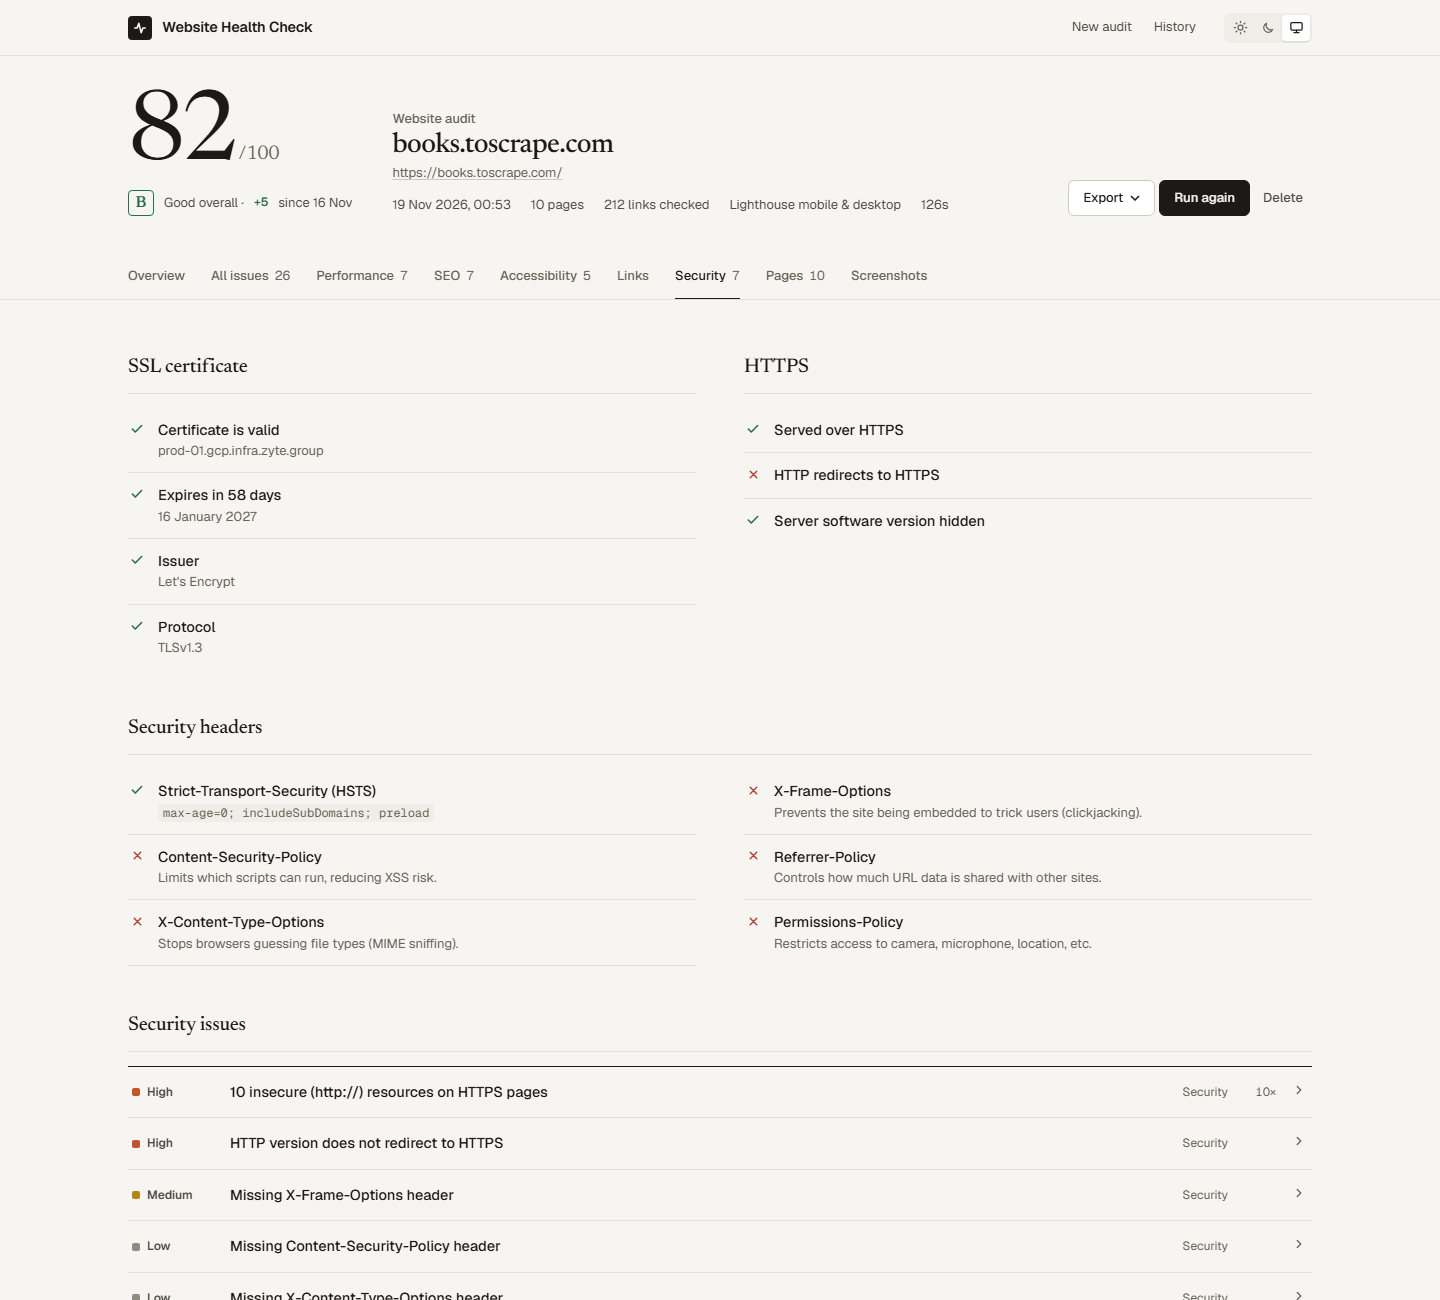 Website Health Check
New audit
History
82/100
B Good overall · +5 since 16 Nov
Website audit
books.toscrape.com
https://books.toscrape.com/
19 Nov 2026, 00:53 10 pages 212 links checked Lighthouse mobile & desktop 126s
Export
Run again
Delete
Overview All issues 26 Performance 7 SEO 7 Accessibility 5 Links Security 7 Pages 10 Screenshots
SSL certificate
Certificate is valid
prod-01.gcp.infra.zyte.group
Expires in 58 days
16 January 2027
Issuer
Let's Encrypt
Protocol
TLSv1.3
HTTPS
Served over HTTPS
HTTP redirects to HTTPS
Server software version hidden
Security headers
Strict-Transport-Security (HSTS)
max-age=0; includeSubDomains; preload
Content-Security-Policy
Limits which scripts can run, reducing XSS risk.
X-Content-Type-Options
Stops browsers guessing file types (MIME sniffing).
X-Frame-Options
Prevents the site being embedded to trick users (clickjacking).
Referrer-Policy
Controls how much URL data is shared with other sites.
Permissions-Policy
Restricts access to camera, microphone, location, etc.
Security issues
High 10 insecure (http://) resources on HTTPS pages Security 10×
High HTTP version does not redirect to HTTPS Security
Medium Missing X-Frame-Options header Security
Low Missing Content-Security-Policy header Security
Low Missing X-Content-Type-Options header Security